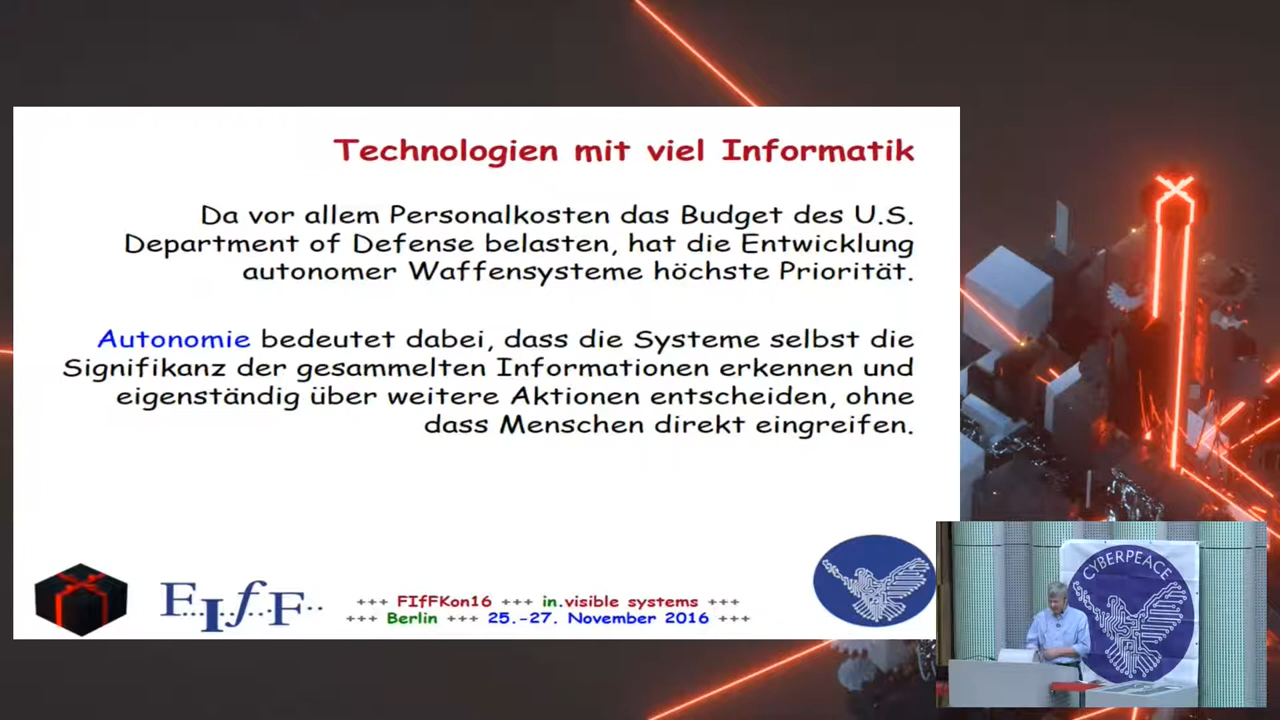 Technologien mit viel Informatik
Da vor allem Personalkosten das Budget des U.S.
Department of Defense belasten, hat die Entwicklung
autonomer Waffensysteme höchste Priorität.
Autonomie bedeutet dabei, dass die Systeme selbst die
Signifikanz der gesammelten Informationen erkennen und
eigenständig über weitere Aktionen entscheiden, ohne
dass Menschen direkt eingreifen.
FIfF..
+++ FIfFKon16 +++ in.visible systems +++
+++ Berlin +++ 25.-27. November 2016 +++
CYBERPEACE